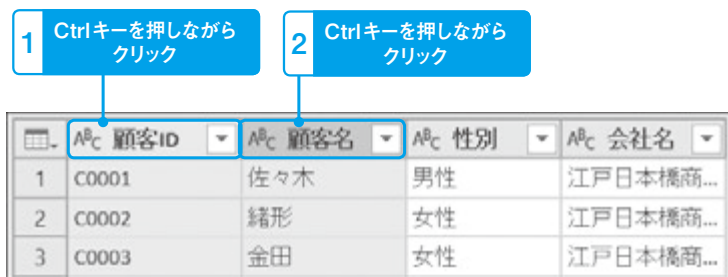 1 Ctrlキーを押しながら
クリック
2 Ctrlキーを押しながら
クリック
ABC 顧客ID ABC 顧客名 ABC 性別 ABC 会社名
1 C0001 佐々木 男性 江戸日本橋商...
2 C0002 緒形 女性 江戸日本橋商...
3 C0003 金田 女性 江戸日本橋商...